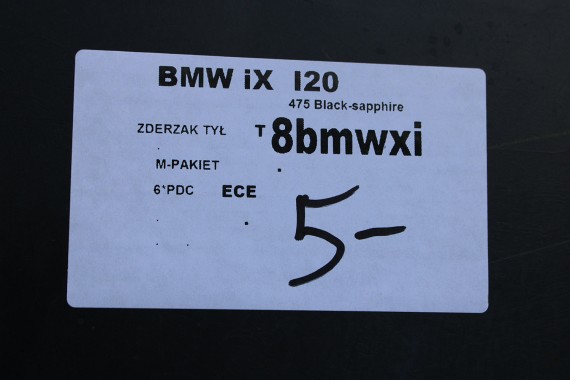 BMW iX I20
475 Black-sapphire
ZDERZAK TYŁ T 8bmwxi
M-PAKIET
6*PDC ECE
5-